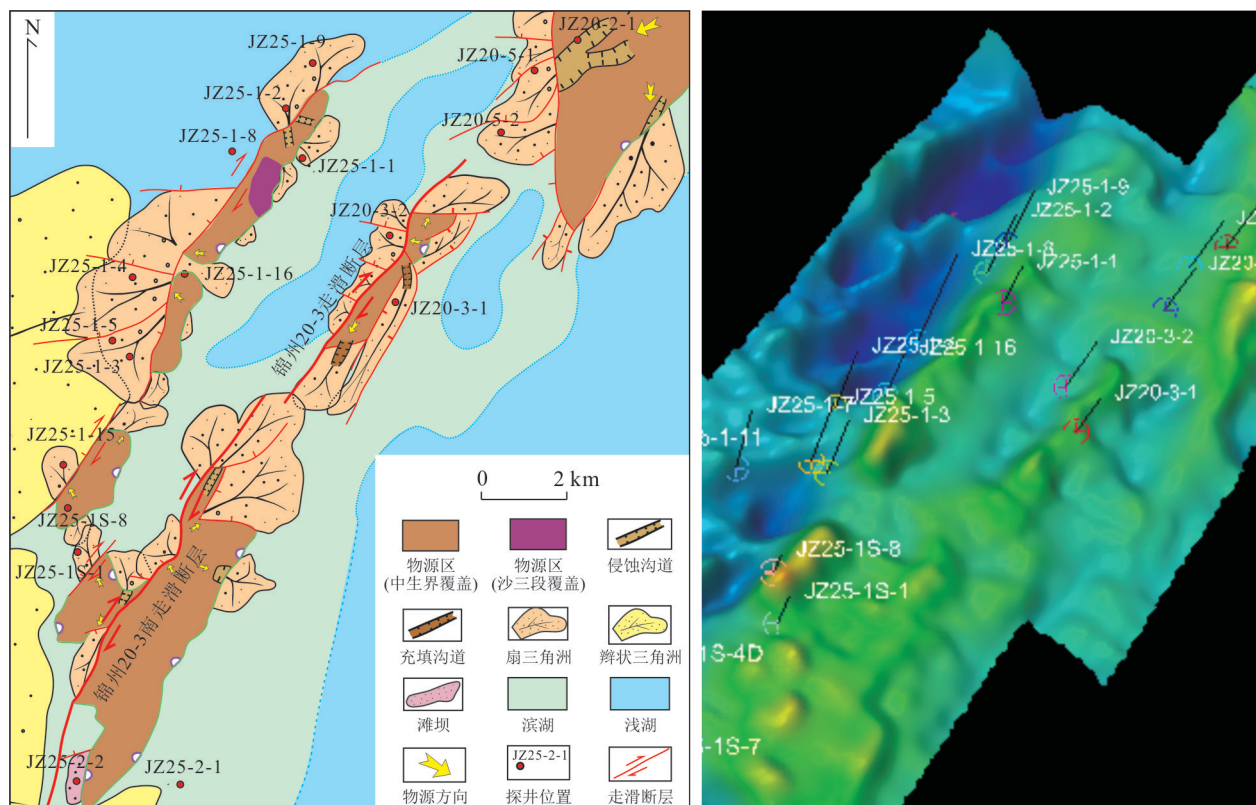 N
JZ25-1-9
JZ20-2-1
JZ20-5-1
JZ25-1-2
JZ25-1-8
JZ20-5-2
JZ25-1-1
JZ20-3-2
JZ25-1-4
JZ25-1-16
锦州20-3走滑断层
JZ20-3-1
JZ25-1-5
JZ25-1-3
JZ25-1-15
JZ25-1S-8
JZ25-1S-1
锦州20-3南走滑断层
JZ25-2-2
JZ25-2-1
0 2 km
物源区
(中生界覆盖)
物源区
(沙三段覆盖)
侵蚀沟道
充填沟道
扇三角洲
辫状三角洲
滩坝
滨湖
浅湖
JZ25-2-1
物源方向
探井位置
走滑断层
JZ25-1-9
JZ25-1-2
JZ25-1-8
JZ25-1-1
JZ20-3-2
JZ20-3-1
JZ25-1-5
JZ25-1-3
JZ25-1-7
JZ25-1S-8
JZ25-1S-1
1S-4D